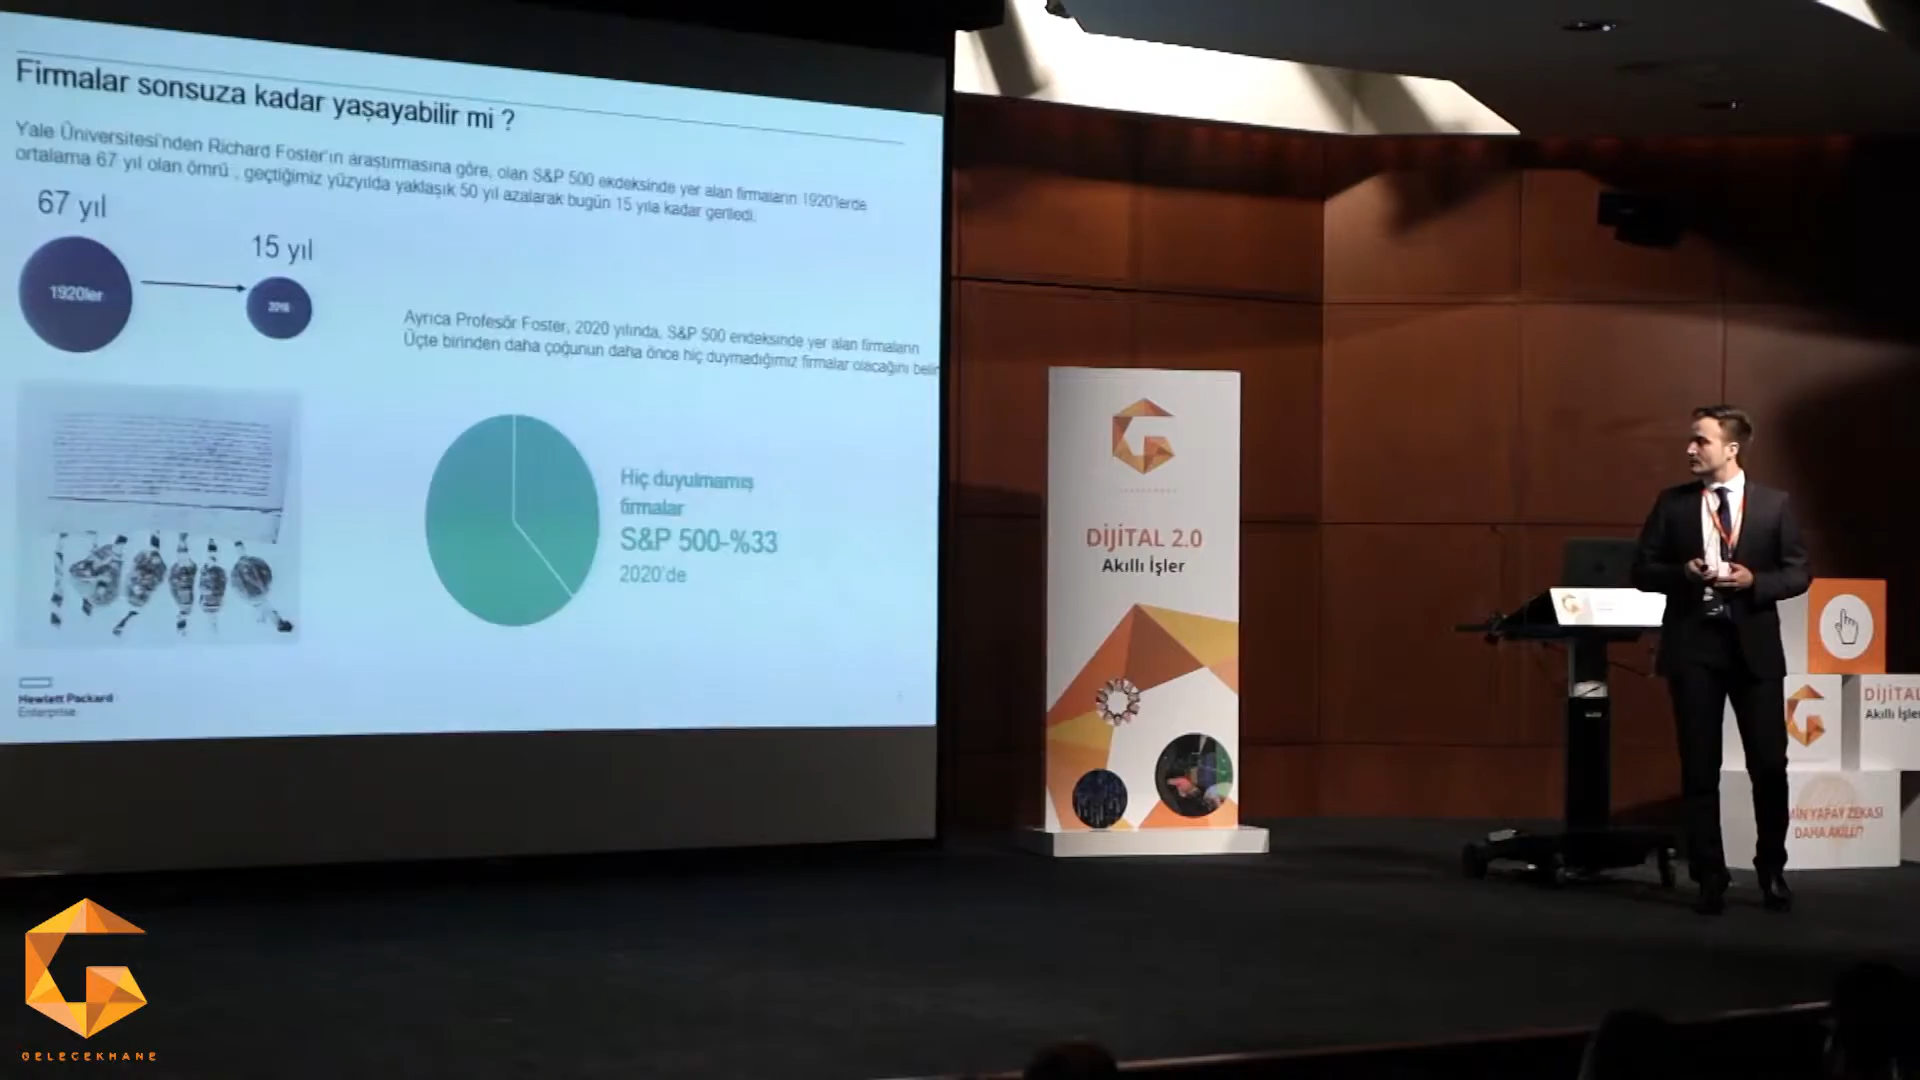 Firmalar sonsuza kadar yaşayabilir mi ?
Yale Üniversitesi'nden Richard Foster'ın araştırmasına göre, olan S&P 500 ekdeksinde yer alan firmaların 1920'lerde
ortalama 67 yıl olan ömrü , geçtiğimiz yüzyılda yaklaşık 50 yıl azalarak bugün 15 yıla kadar geriledi.
67 yıl
15 yıl
1920ler
Ayrıca Profesör Foster, 2020 yılında, S&P 500 endeksinde yer alan firmaların
Üçte birinden daha çoğunun daha önce hiç duymadığımız firmalar olacağını belir
Hiç duyulmamış
firmalar
S&P 500-%33
2020'de
Hewlett Packard
Enterprise
DİJİTAL 2.0
Akıllı İşler
DİJİTAL
Akıllı İşle
MİN YAPAY ZEKASI
DAHA AKILLI?
GELECEKHANE